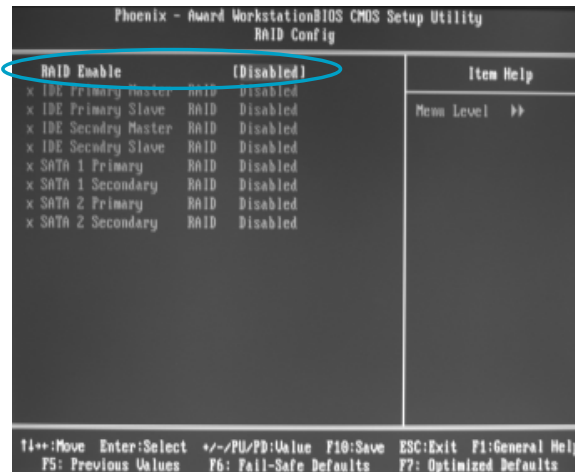 Phoenix - Award WorkstationBIOS CMOS Setup Utility
RAID Config
RAID Enable [Disabled]
x IDE Primary Master RAID Disabled
x IDE Primary Slave RAID Disabled
x IDE Secndry Master RAID Disabled
x IDE Secndry Slave RAID Disabled
x SATA 1 Primary RAID Disabled
x SATA 1 Secondary RAID Disabled
x SATA 2 Primary RAID Disabled
x SATA 2 Secondary RAID Disabled
Item Help
Menu Level ▸▸
↑↓→←:Move Enter:Select +/-/PU/PD:Value F10:Save ESC:Exit F1:General Help
F5: Previous Values F6: Fail-Safe Defaults F7: Optimized Defaults